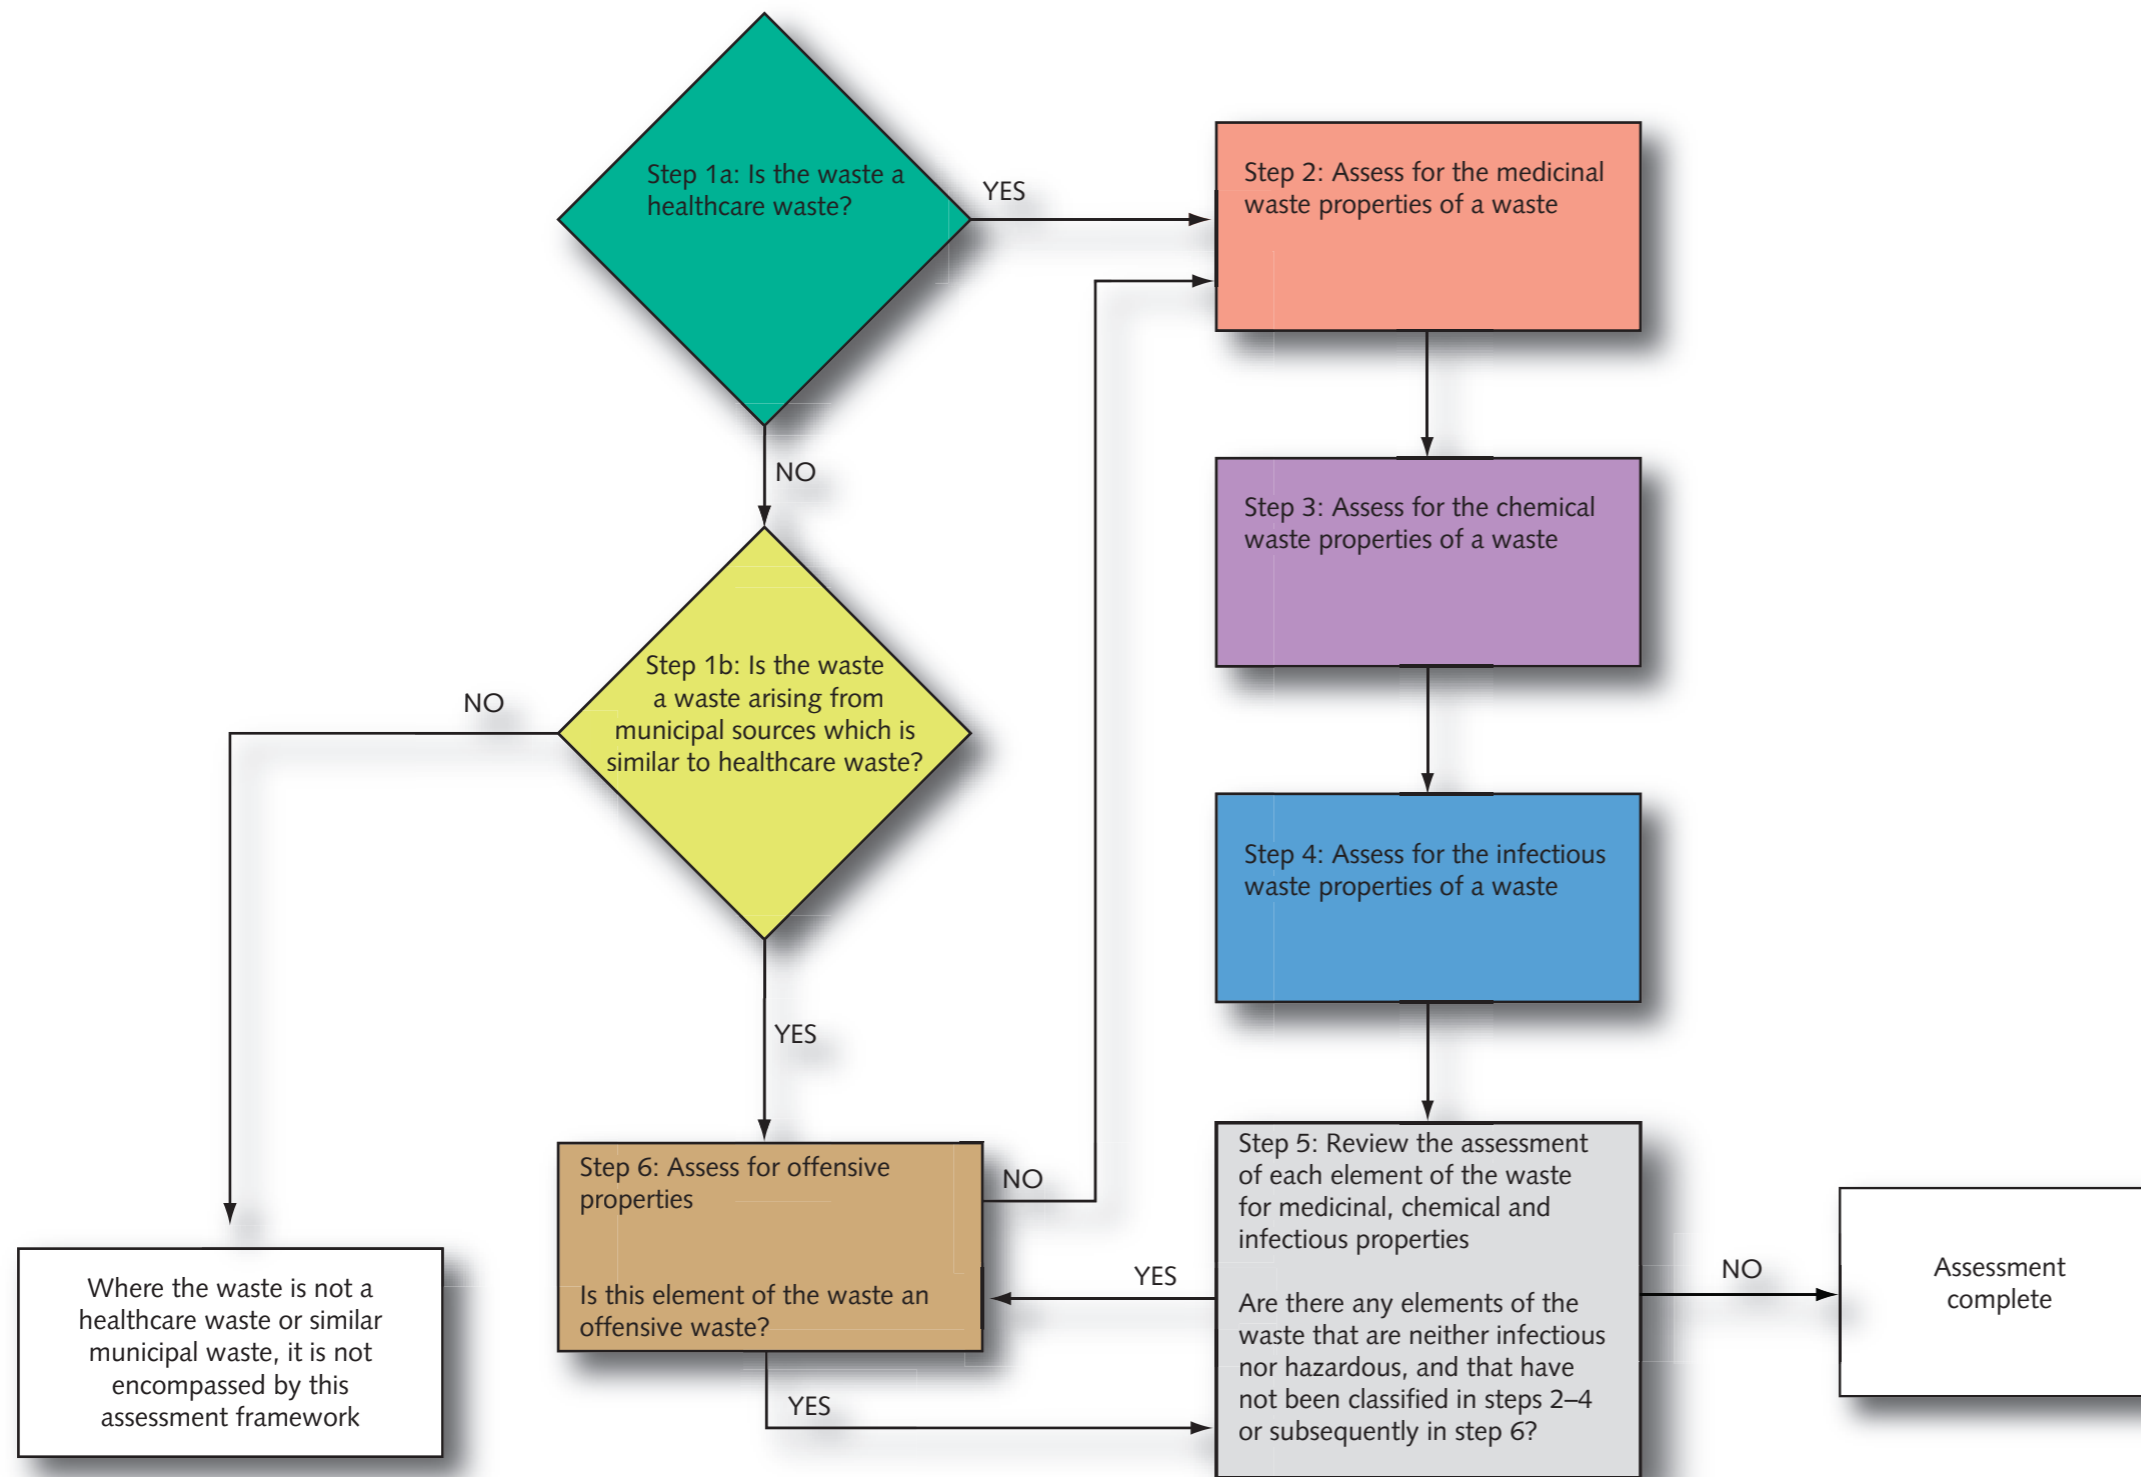 Step 1a: Is the waste a
healthcare waste?
YES
NO
Step 2: Assess for the medicinal
waste properties of a waste
Step 3: Assess for the chemical
waste properties of a waste
Step 1b: Is the waste
a waste arising from
municipal sources which is
similar to healthcare waste?
NO
YES
Step 4: Assess for the infectious
waste properties of a waste
Where the waste is not a
healthcare waste or similar
municipal waste, it is not
encompassed by this
assessment framework
Step 6: Assess for offensive
properties
Is this element of the waste an
offensive waste?
NO
YES
YES
Step 5: Review the assessment
of each element of the waste
for medicinal, chemical and
infectious properties
Are there any elements of the
waste that are neither infectious
nor hazardous, and that have
not been classified in steps 2–4
or subsequently in step 6?
NO
Assessment
complete